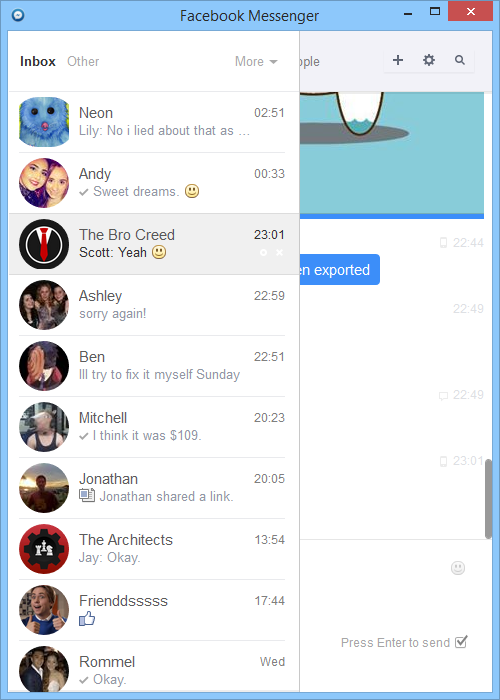 Facebook Messenger
Inbox Other More
ople
Neon 02:51
Lily: No i lied about that as ...
Andy 00:33
Sweet dreams.
The Bro Creed 23:01
Scott: Yeah
Ashley 22:59
sorry again!
Ben 22:51
Ill try to fix it myself Sunday
Mitchell 20:23
I think it was $109.
Jonathan 20:05
Jonathan shared a link.
The Architects 13:54
Jay: Okay.
Frienddsssss 17:44
Rommel Wed
Okay.
22:44
en exported
22:49
22:49
23:01
Press Enter to send